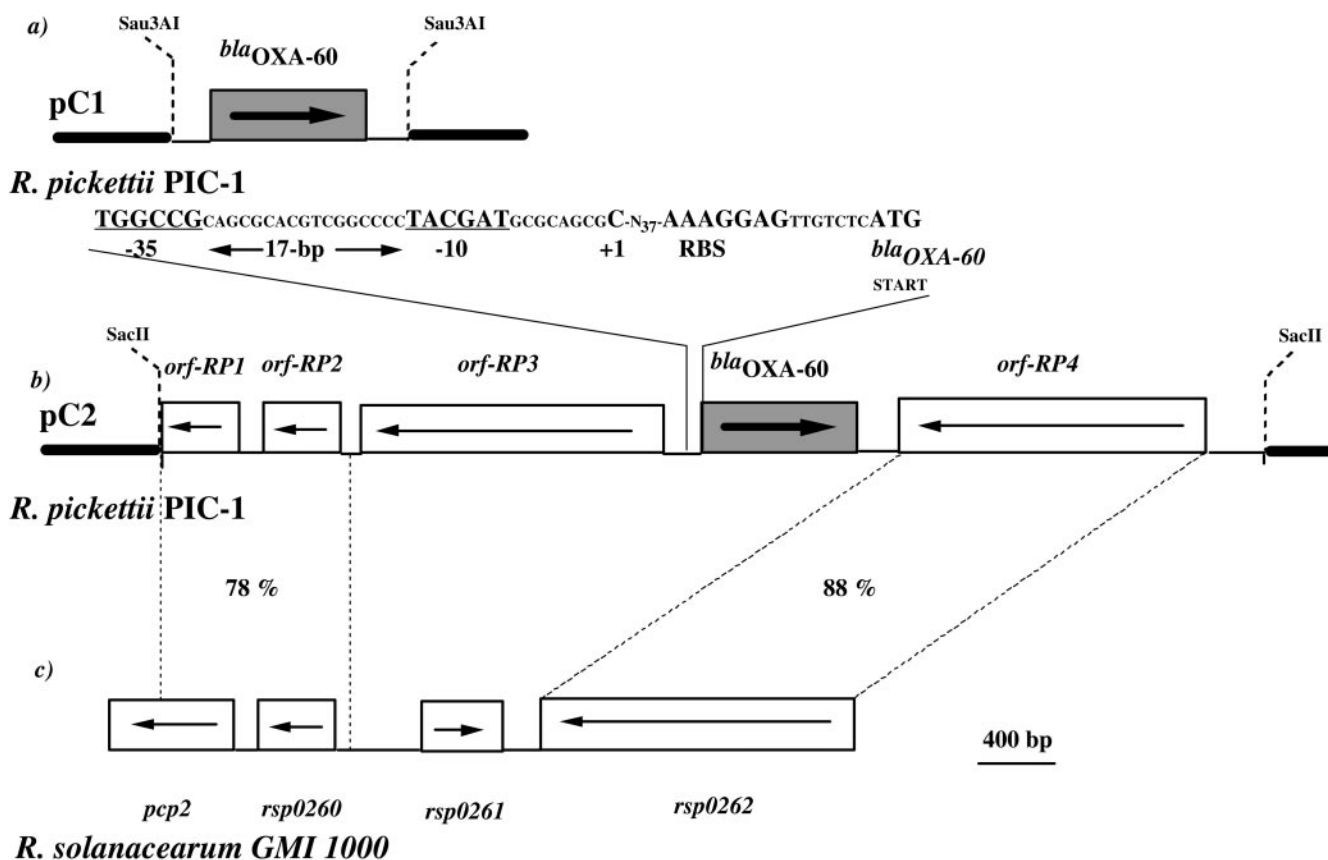 a)
Sau3AI Sau3AI
blaOXA-60
pC1
R. pickettii PIC-1
TGGCCGCAGCGCACGTCGGCCCCTACGATGCGCAGCGC-N37-AAAGGAGTTGTCTCATG
-35 17-bp -10 +1 RBS blaOXA-60
START
SacII SacII
orf-RP1 orf-RP2 orf-RP3 blaOXA-60 orf-RP4
b)
pC2
R. pickettii PIC-1
78 % 88 %
c)
400 bp
pcp2 rsp0260 rsp0261 rsp0262
R. solanacearum GMI 1000